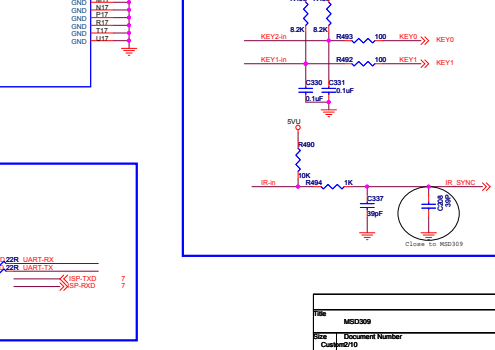 GND
GND N17
GND P17
GND R17
GND T17
GND U17
8.2K 8.2K
KEY2-in R493 100 KEY0 KEY0
KEY1-in R492 100 KEY1 KEY1
C330 C331
0.1uF 0.1uF
5VU
R490
10K
IR-in R494 1K IR_SYNC
C337
39pF
Close to MSD309
22R UART-RX
22R UART-TX
ISP-TXD 7
ISP-RXD 7
Title
MSD309
Size Document Number
Custom 2/10